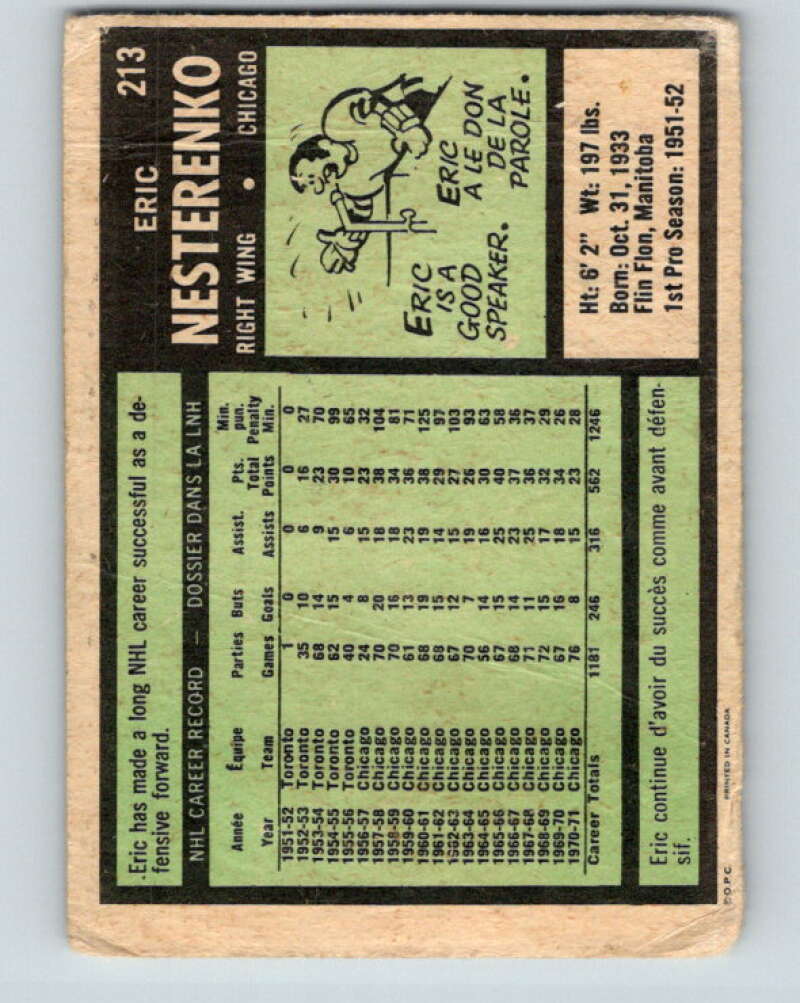 213
ERIC
NESTERENKO
RIGHT WING • CHICAGO
.Eric has made a long NHL career successful as a de-
fensive forward.
NHL CAREER RECORD — DOSSIER DANS LA LNH
Année Équipe Parties Buts Assist. Pts. Total Min. pun. Penalty
Year Team Games Goals Assists Points Min.
1951-52 Toronto 1 0 0 0 0
1952-53 Toronto 35 10 6 16 27
1953-54 Toronto 68 14 9 23 70
1954-55 Toronto 62 15 15 30 99
1955-56 Toronto 40 4 6 10 65
1956-57 Chicago 24 8 15 23 32
1957-58 Chicago 70 20 18 38 104
1958-59 Chicago 70 16 18 34 81
1959-60 Chicago 61 13 23 36 71
1960-61 Chicago 68 19 19 38 125
1961-62 Chicago 68 15 14 29 97
1962-63 Chicago 67 12 15 27 103
1963-64 Chicago 70 7 19 26 93
1964-65 Chicago 56 14 16 30 63
1965-66 Chicago 67 15 25 40 58
1966-67 Chicago 68 14 23 37 36
1967-68 Chicago 71 11 25 36 37
1968-69 Chicago 72 15 17 32 29
1969-70 Chicago 67 16 18 34 26
1970-71 Chicago 76 8 15 23 28
Career Totals 1181 246 316 562 1246
Eric continue d'avoir du succès comme avant défen-
sif.
ERIC
IS A
GOOD
SPEAKER.
ERIC
A LE DON
DE LA
PAROLE.
Ht: 6' 2" Wt: 197 lbs.
Born: Oct. 31, 1933
Flin Flon, Manitoba
1st Pro Season: 1951-52
© O.P.C. PRINTED IN CANADA